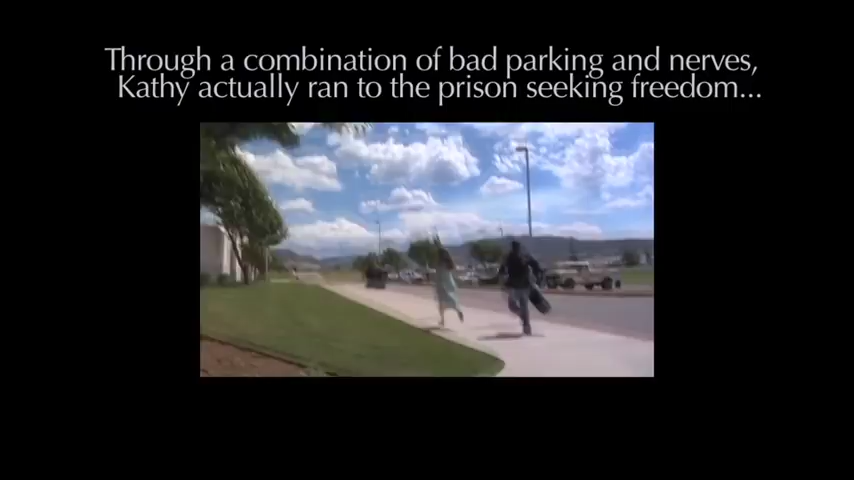 Through a combination of bad parking and nerves,
Kathy actually ran to the prison seeking freedom...